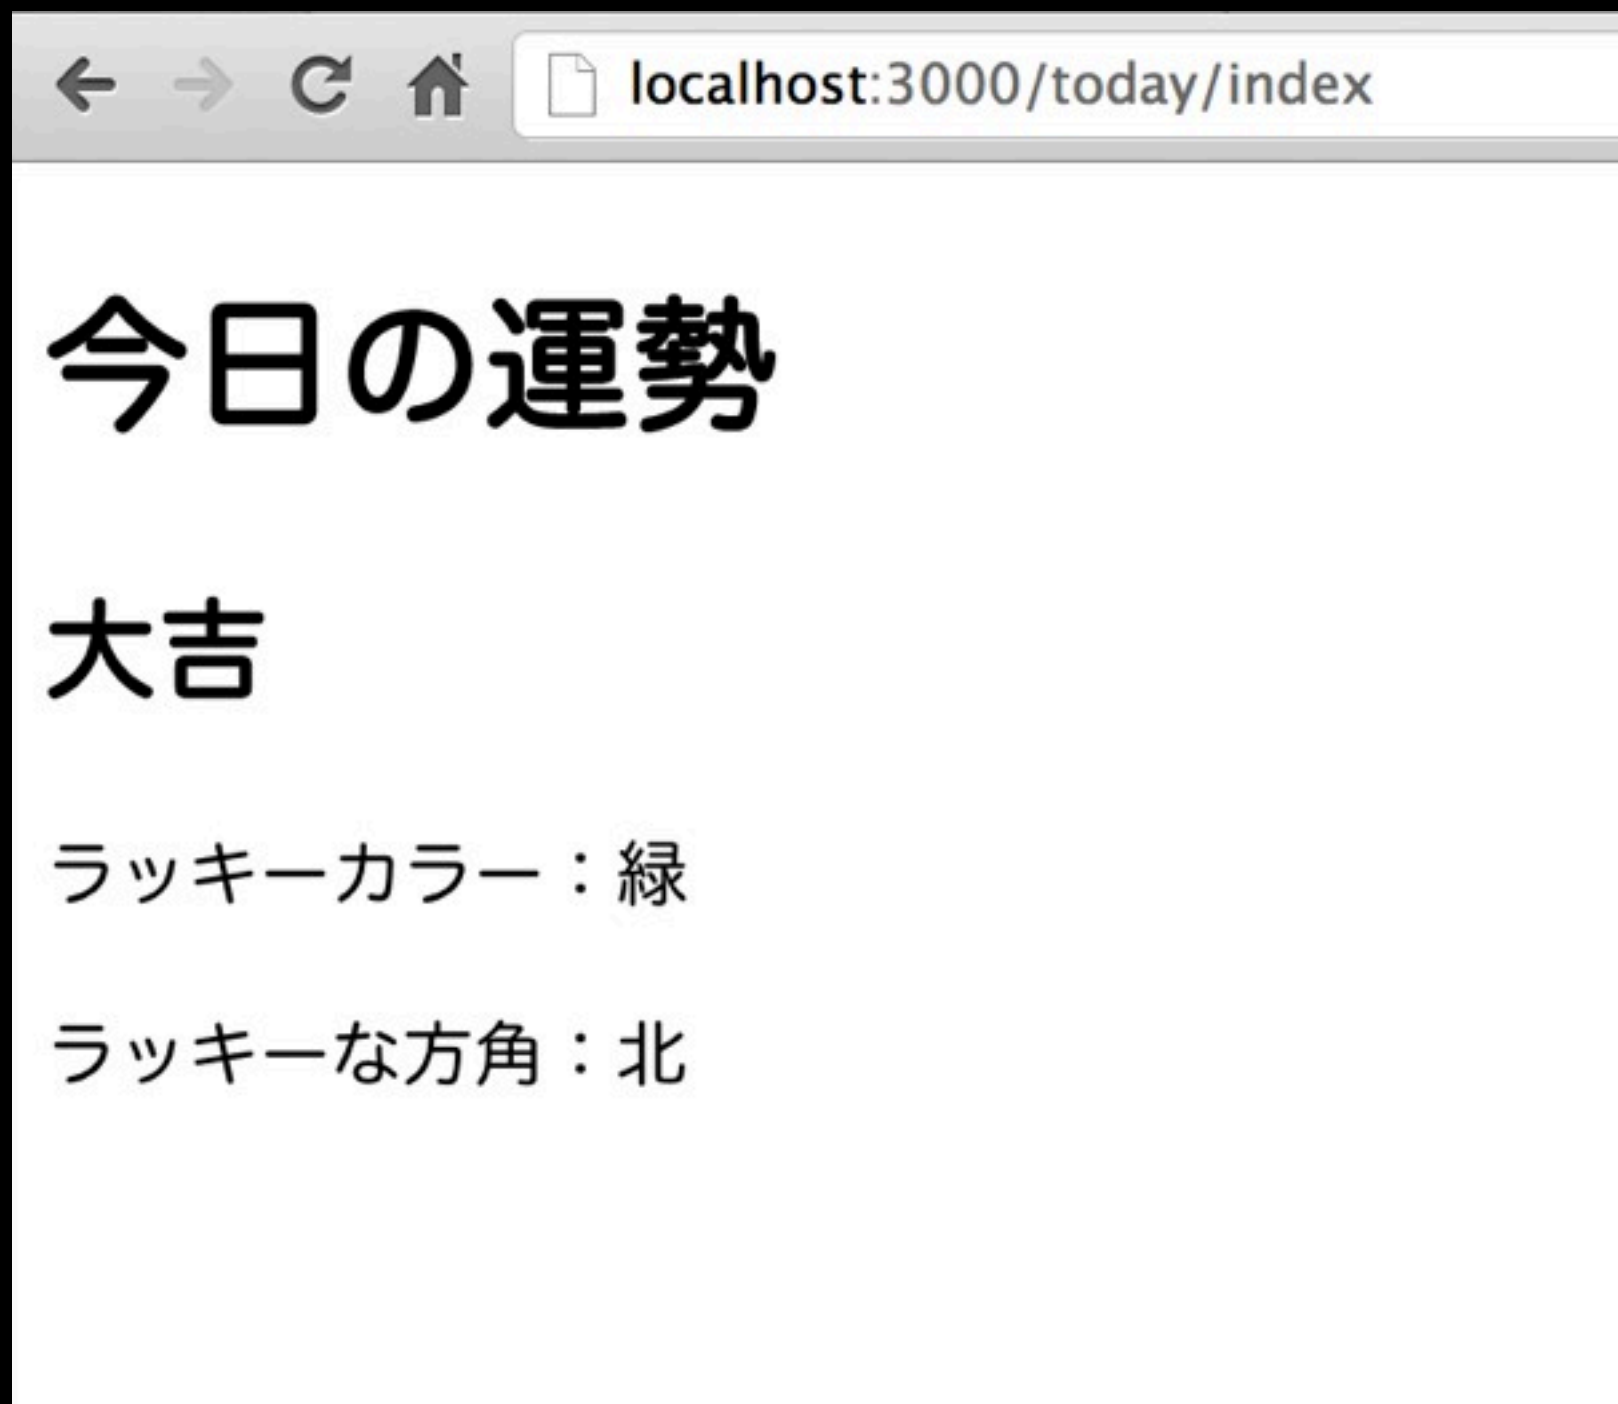 localhost:3000/today/index
今日の運勢
大吉
ラッキーカラー：緑
ラッキーな方角：北